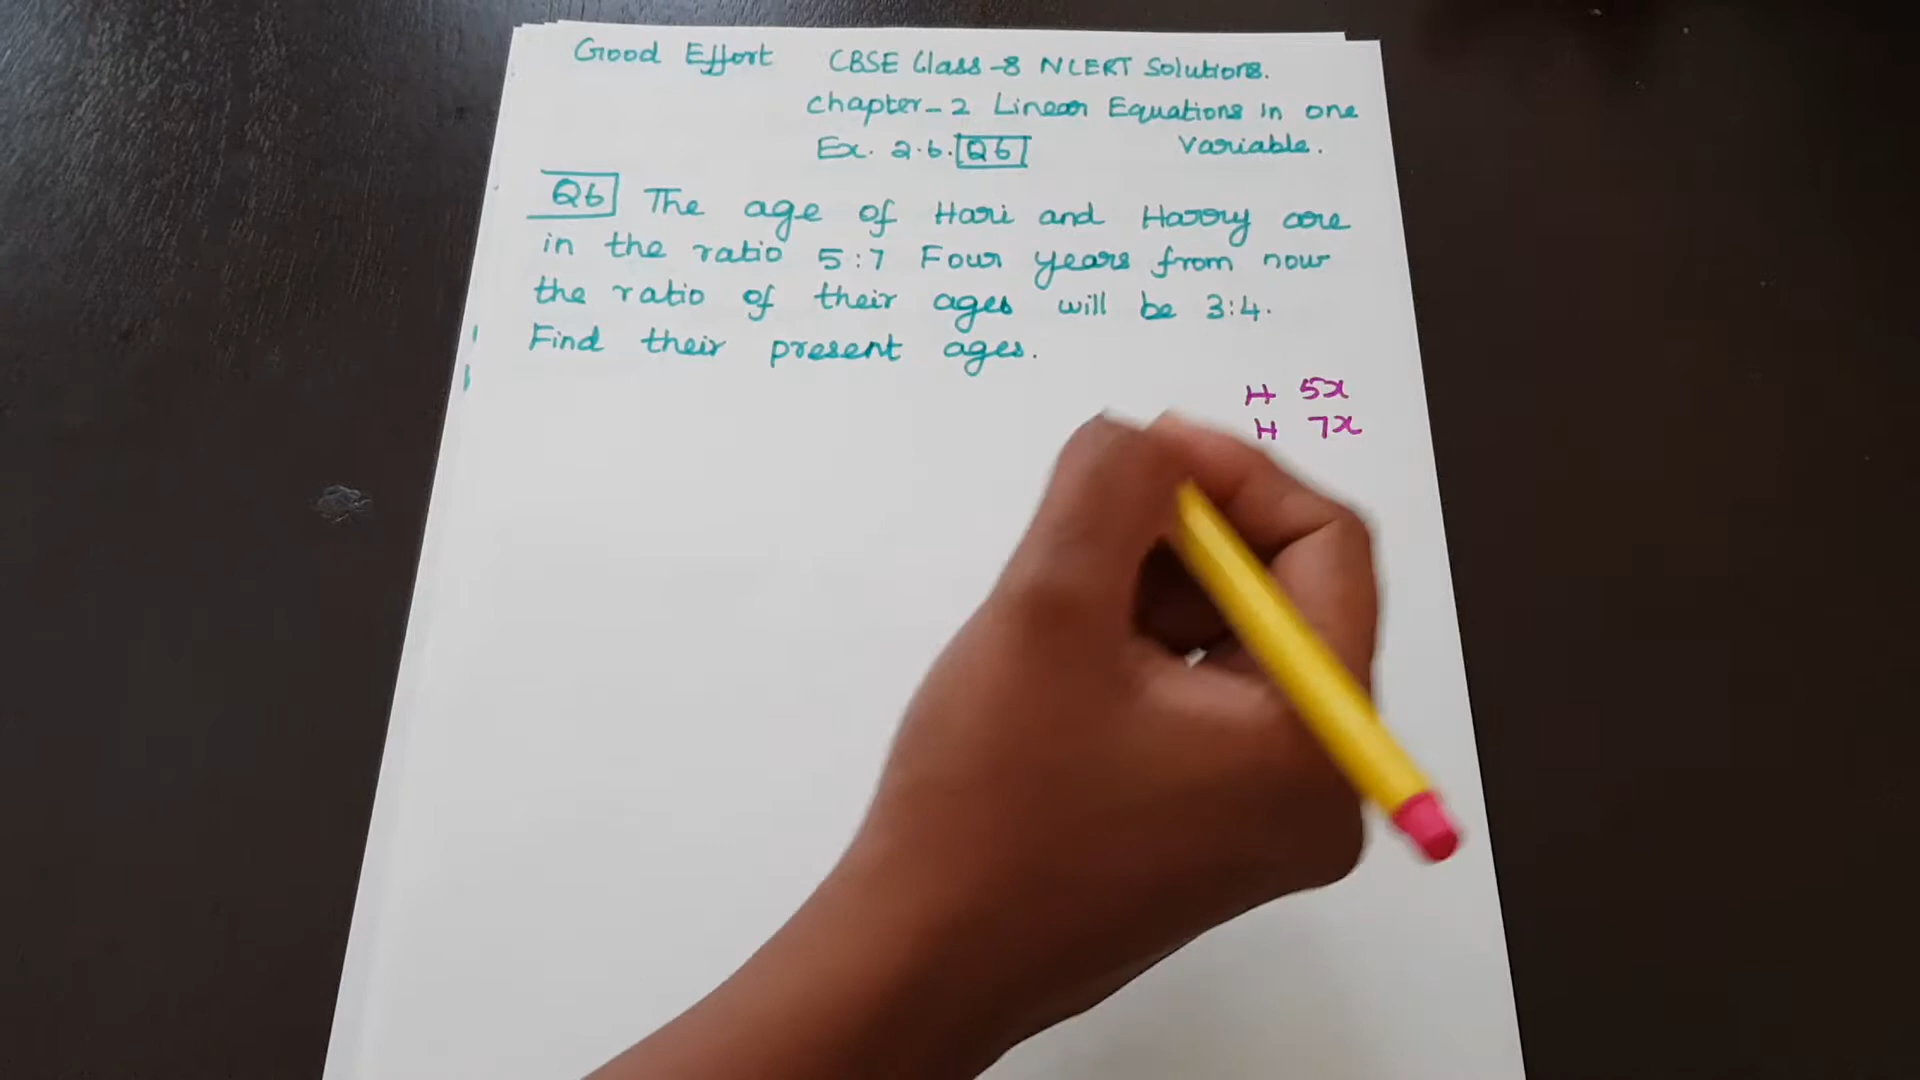 Good Effort CBSE Class-8 NCERT Solutions.
Chapter-2 Linear Equations in one
Ex. 2.6. Q6 Variable.
Q6 The age of Hari and Harry are
in the ratio 5:7 Four years from now
the ratio of their ages will be 3:4.
Find their present ages.
H 5x
H 7x